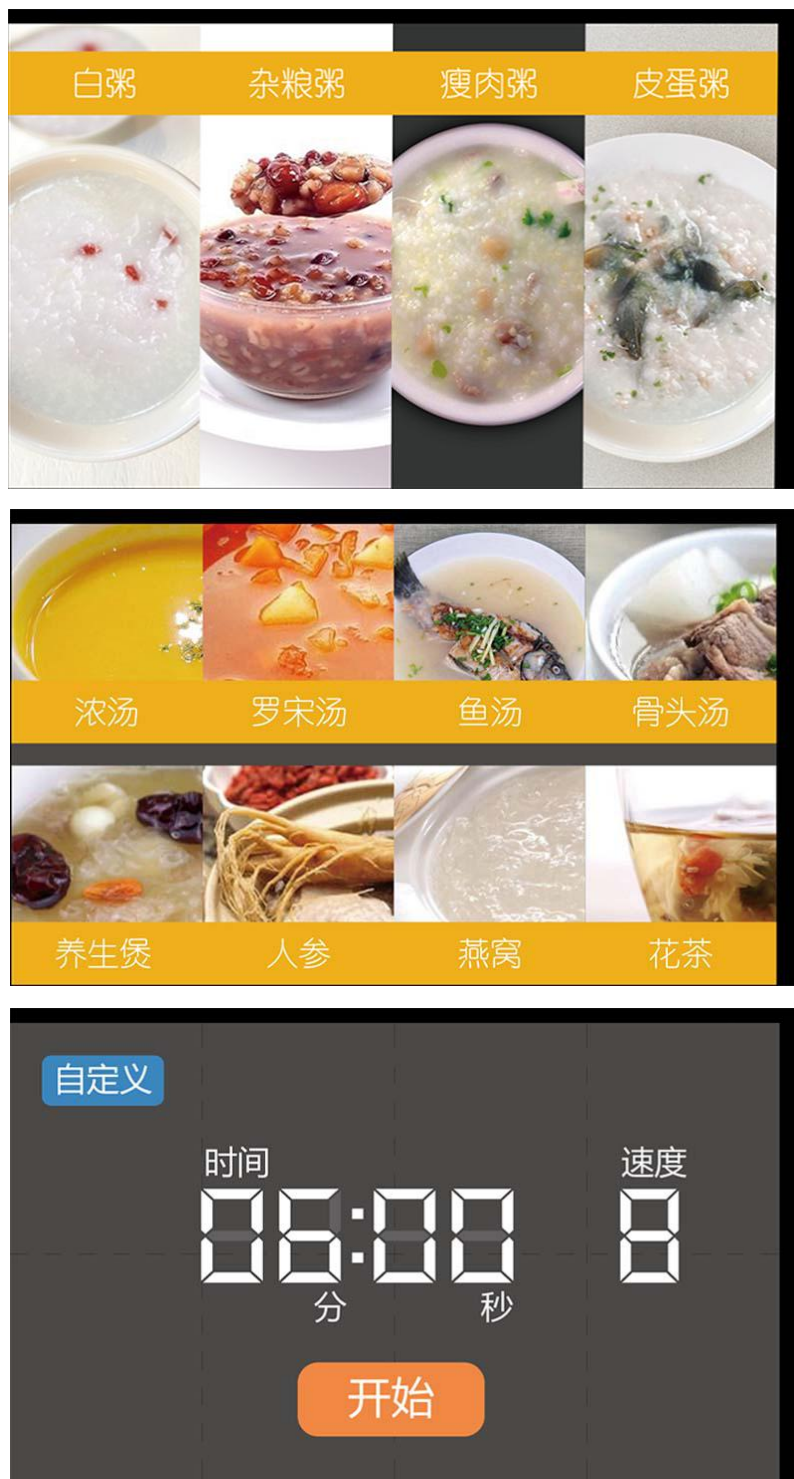 白粥 杂粮粥 瘦肉粥 皮蛋粥
浓汤 罗宋汤 鱼汤 骨头汤
养生煲 人参 燕窝 花茶
自定义
时间 速度
06:00 8
分 秒
开始